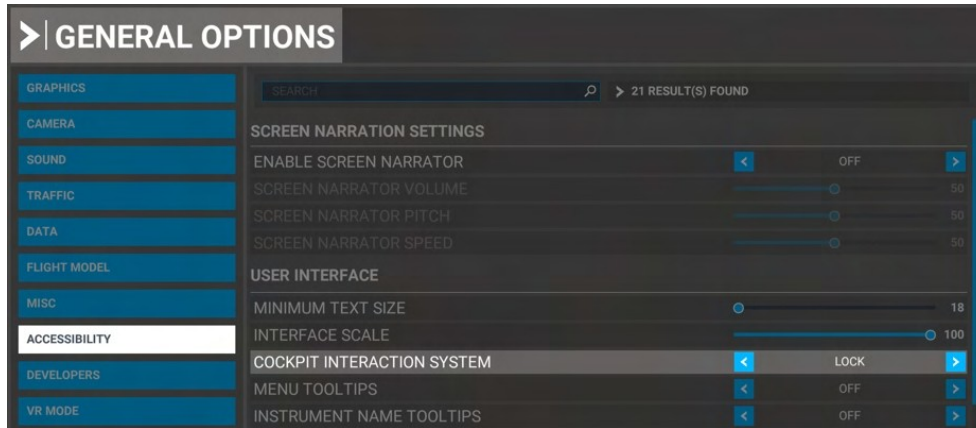 GENERAL OPTIONS
GRAPHICS
CAMERA
SOUND
TRAFFIC
DATA
FLIGHT MODEL
MISC
ACCESSIBILITY
DEVELOPERS
VR MODE
SEARCH
21 RESULT(S) FOUND
SCREEN NARRATION SETTINGS
ENABLE SCREEN NARRATOR OFF
SCREEN NARRATOR VOLUME 50
SCREEN NARRATOR PITCH 50
SCREEN NARRATOR SPEED 50
USER INTERFACE
MINIMUM TEXT SIZE 18
INTERFACE SCALE 100
COCKPIT INTERACTION SYSTEM LOCK
MENU TOOLTIPS OFF
INSTRUMENT NAME TOOLTIPS OFF